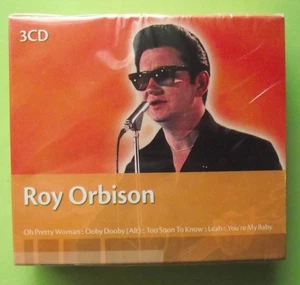 3CD
Roy Orbison
Oh Pretty Woman :: Ooby Dooby (Alt) :: Too Soon To Know :: Leah :: You're My Baby